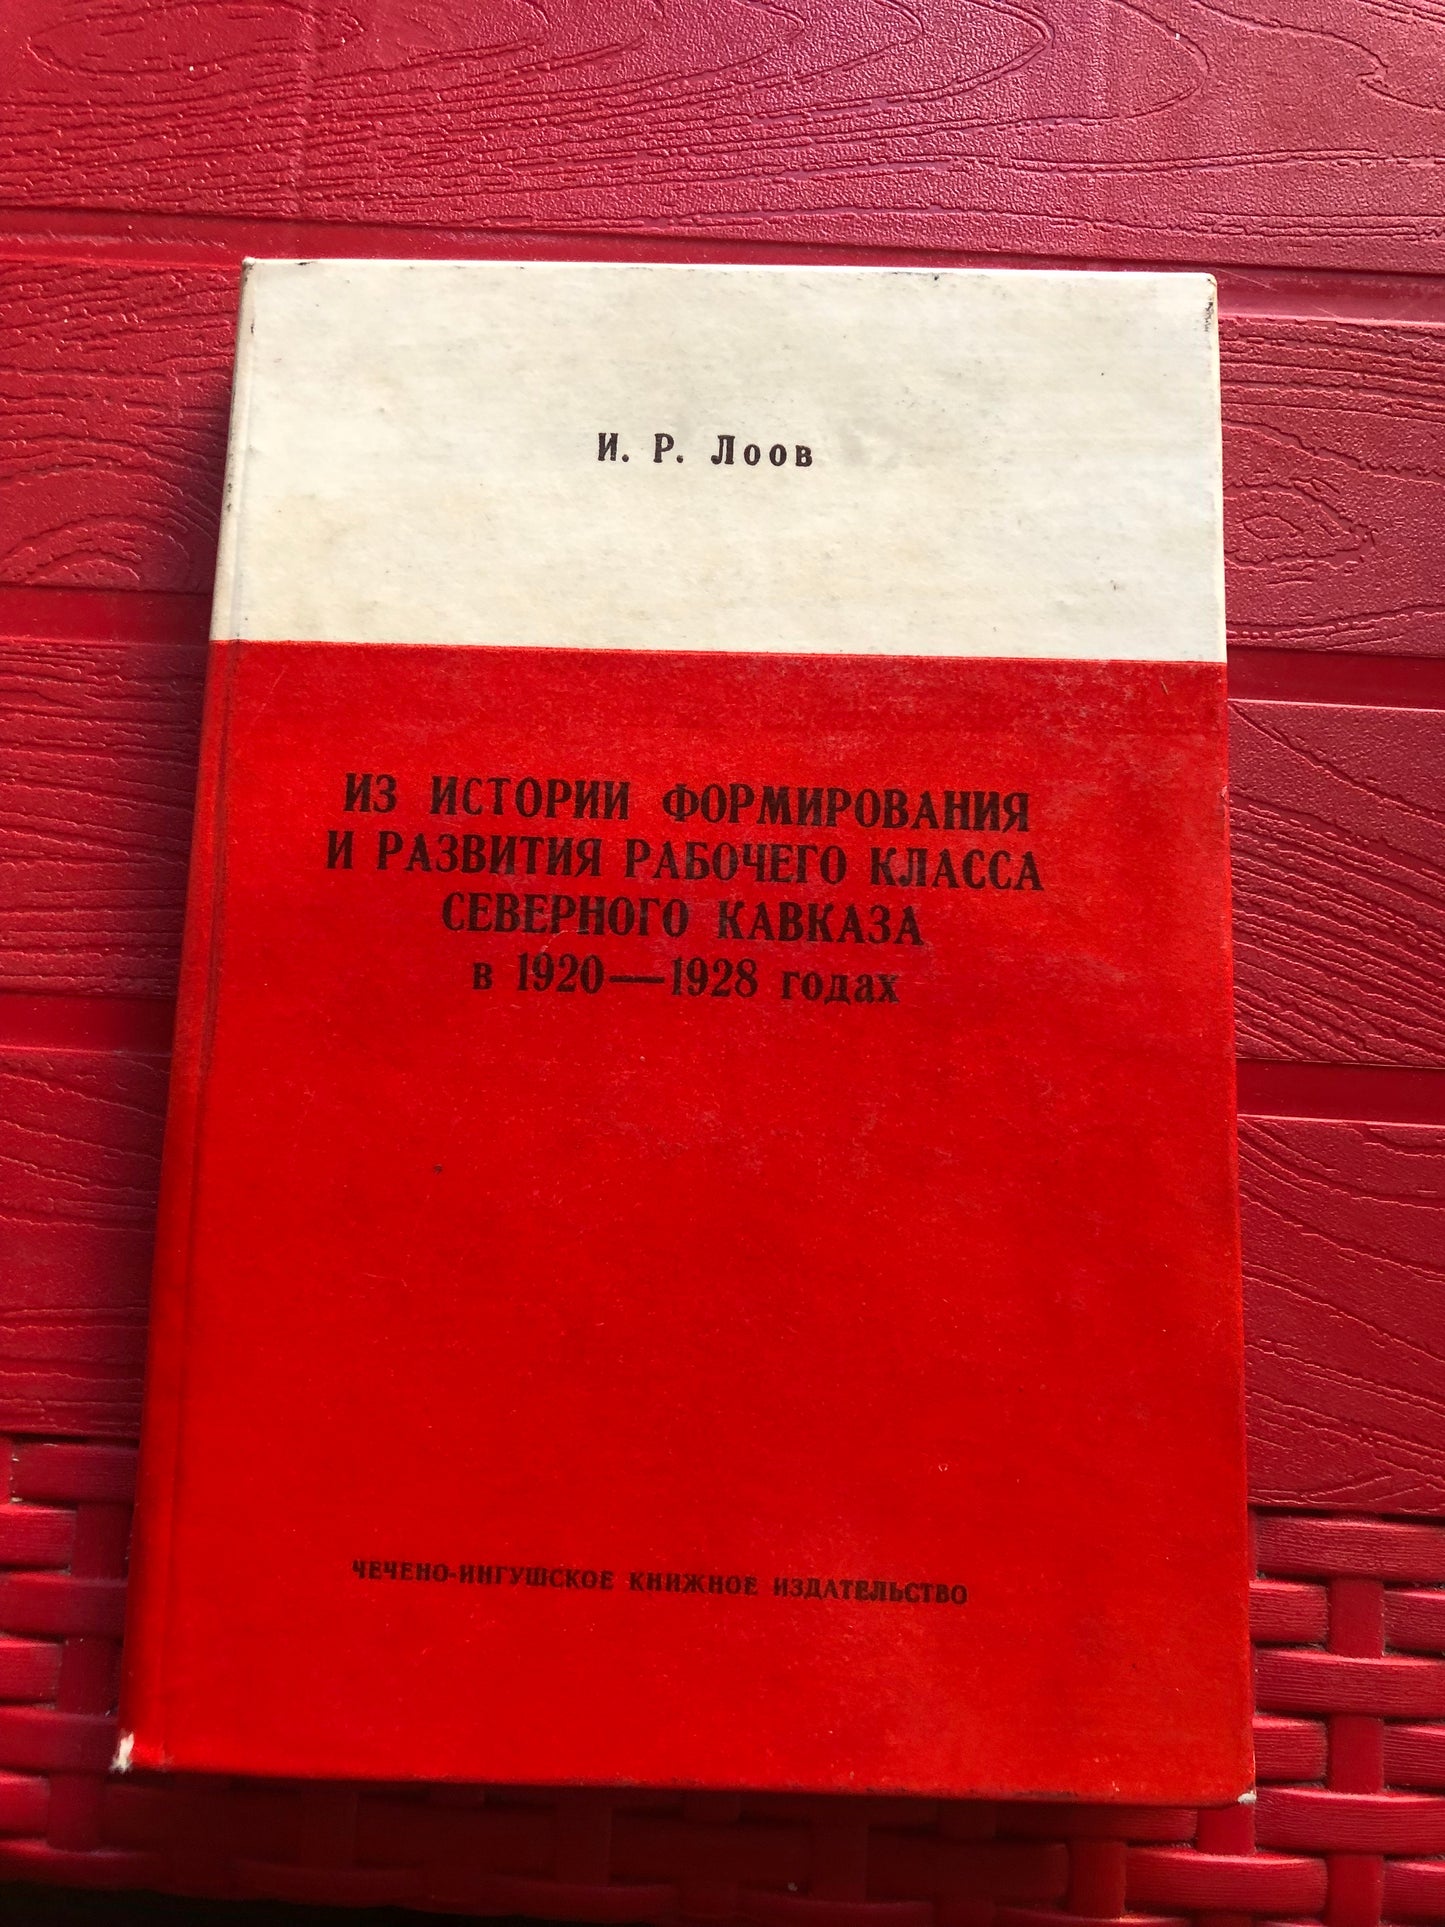 И. Р. Лоов
ИЗ ИСТОРИИ ФОРМИРОВАНИЯ
И РАЗВИТИЯ РАБОЧЕГО КЛАССА
СЕВЕРНОГО КАВКАЗА
в 1920—1928 годах
ЧЕЧЕНО-ИНГУШСКОЕ КНИЖНОЕ ИЗДАТЕЛЬСТВО